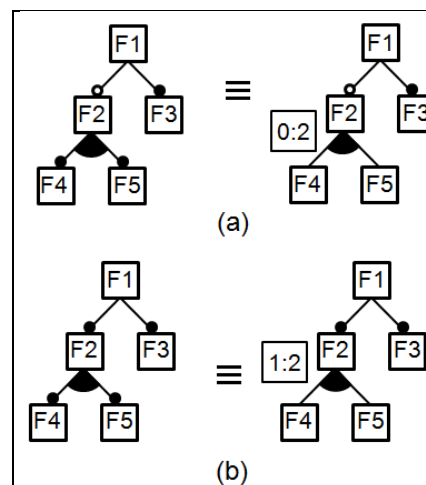 F1 F1
≡
F2 F3 F2 F3
0:2
F4 F5 F4 F5
(a)
F1 F1
F2 F3 ≡ 1:2 F2 F3
F4 F5 F4 F5
(b)